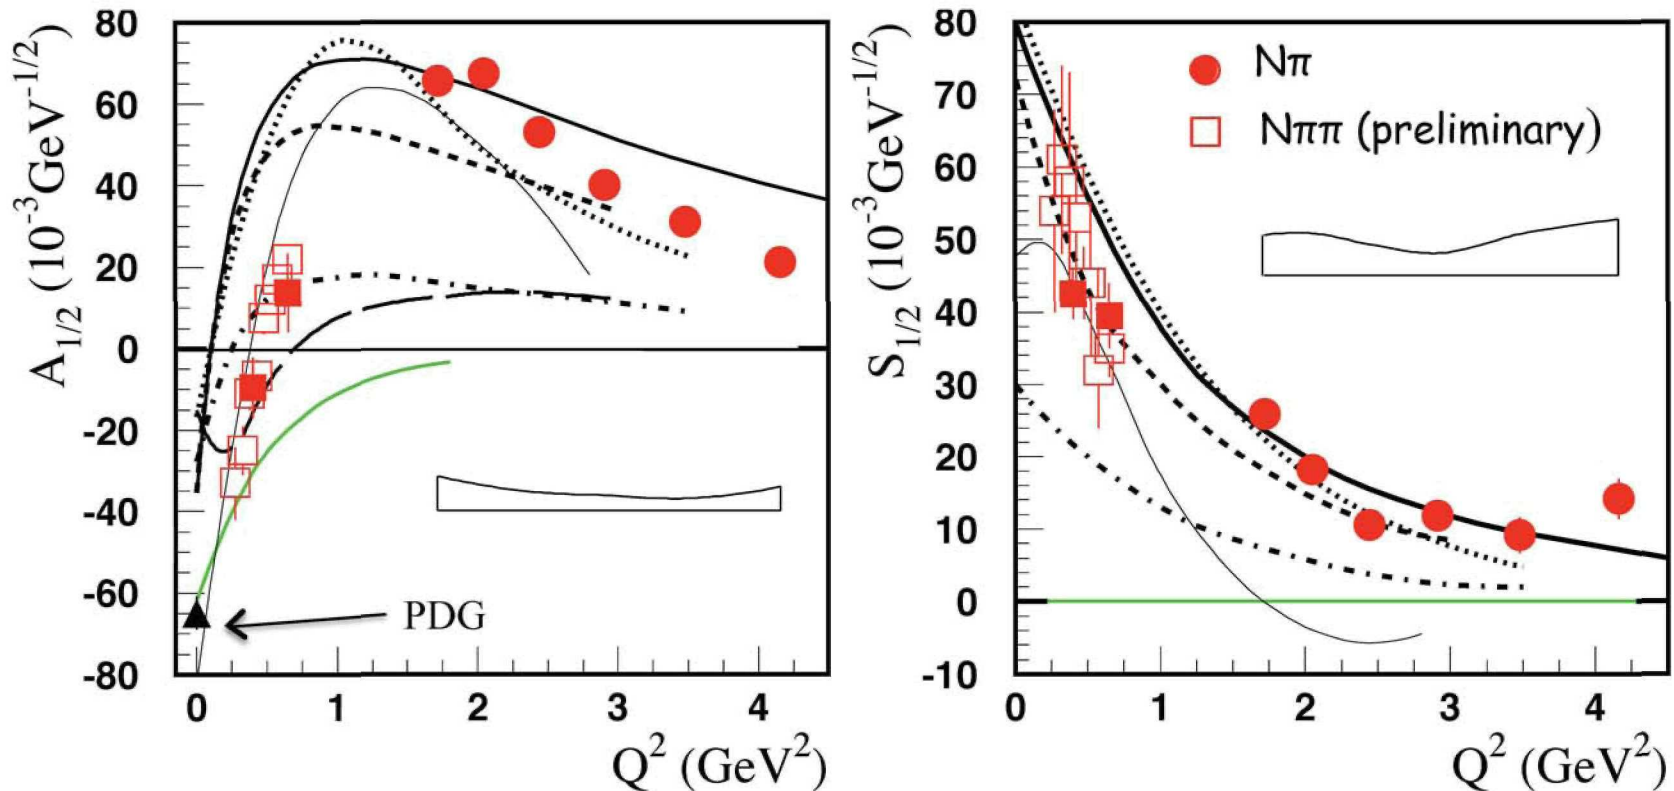 A1/2 (10⁻³GeV⁻¹/²)
80
60
40
20
0
-20
-40
-60
-80
PDG
0 1 2 3 4
Q² (GeV²)
S1/2 (10⁻³GeV⁻¹/²)
80
70
60
50
40
30
20
10
0
-10
Nπ
Nππ (preliminary)
0 1 2 3 4
Q² (GeV²)